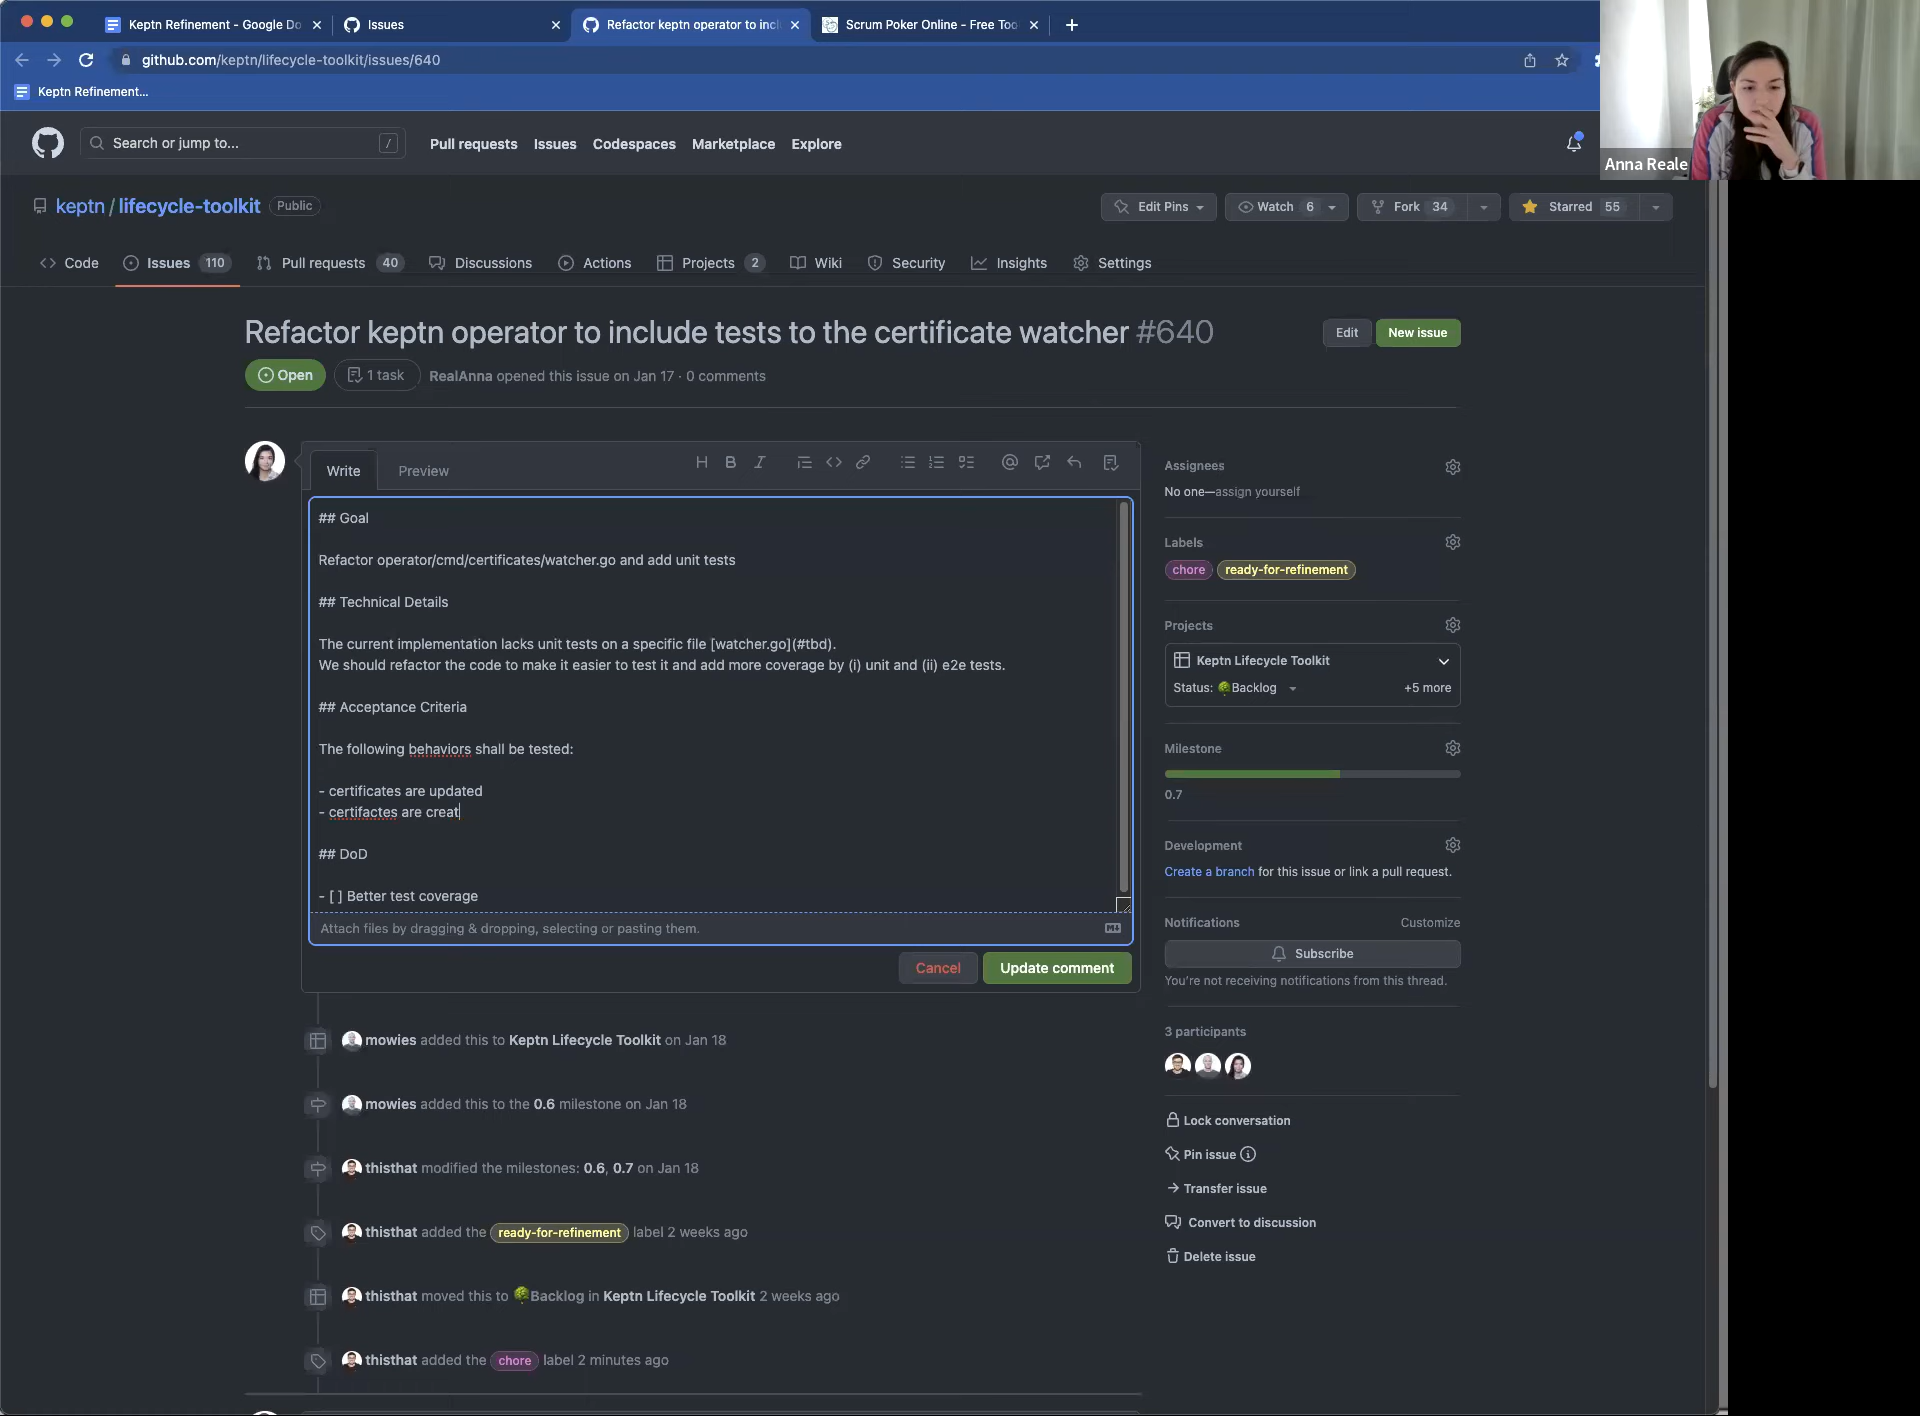 Keptn Refinement - Google Do
Issues
Refactor keptn operator to incl
Scrum Poker Online - Free Too
github.com/keptn/lifecycle-toolkit/issues/640
Keptn Refinement...
Search or jump to...
/
Pull requests
Issues
Codespaces
Marketplace
Explore
Anna Reale
keptn / lifecycle-toolkit
Public
Edit Pins
Watch 6
Fork 34
Starred 55
Code
Issues 110
Pull requests 40
Discussions
Actions
Projects 2
Wiki
Security
Insights
Settings
Refactor keptn operator to include tests to the certificate watcher #640
Edit
New issue
Open
1 task
RealAnna opened this issue on Jan 17 · 0 comments
Write
Preview
## Goal
Refactor operator/cmd/certificates/watcher.go and add unit tests
## Technical Details
The current implementation lacks unit tests on a specific file [watcher.go](#tbd).
We should refactor the code to make it easier to test it and add more coverage by (i) unit and (ii) e2e tests.
## Acceptance Criteria
The following behaviors shall be tested:
- certificates are updated
- certifactes are creat
## DoD
- [ ] Better test coverage
Attach files by dragging & dropping, selecting or pasting them.
Cancel
Update comment
mowies added this to Keptn Lifecycle Toolkit on Jan 18
mowies added this to the 0.6 milestone on Jan 18
thisthat modified the milestones: 0.6, 0.7 on Jan 18
thisthat added the ready-for-refinement label 2 weeks ago
thisthat moved this to Backlog in Keptn Lifecycle Toolkit 2 weeks ago
thisthat added the chore label 2 minutes ago
Assignees
No one—assign yourself
Labels
chore ready-for-refinement
Projects
Keptn Lifecycle Toolkit
Status: Backlog +5 more
Milestone
0.7
Development
Create a branch for this issue or link a pull request.
Notifications
Customize
Subscribe
You're not receiving notifications from this thread.
3 participants
Lock conversation
Pin issue
Transfer issue
Convert to discussion
Delete issue